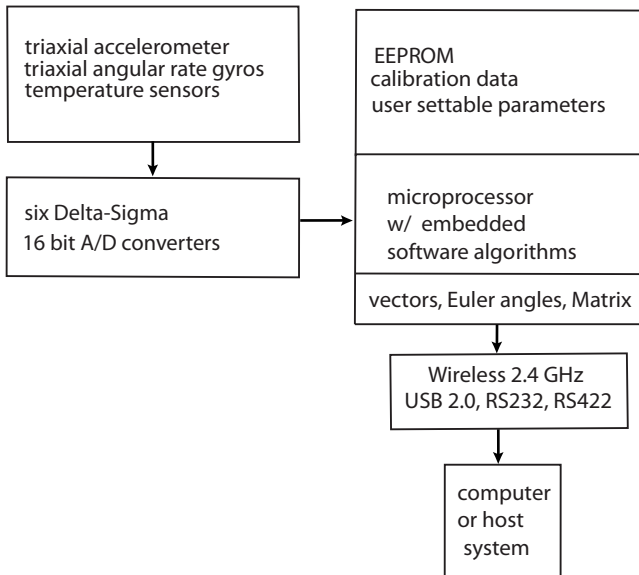 triaxial accelerometer
triaxial angular rate gyros
temperature sensors
six Delta-Sigma
16 bit A/D converters
EEPROM
calibration data
user settable parameters
microprocessor
w/ embedded
software algorithms
vectors, Euler angles, Matrix
Wireless 2.4 GHz
USB 2.0, RS232, RS422
computer
or host
system